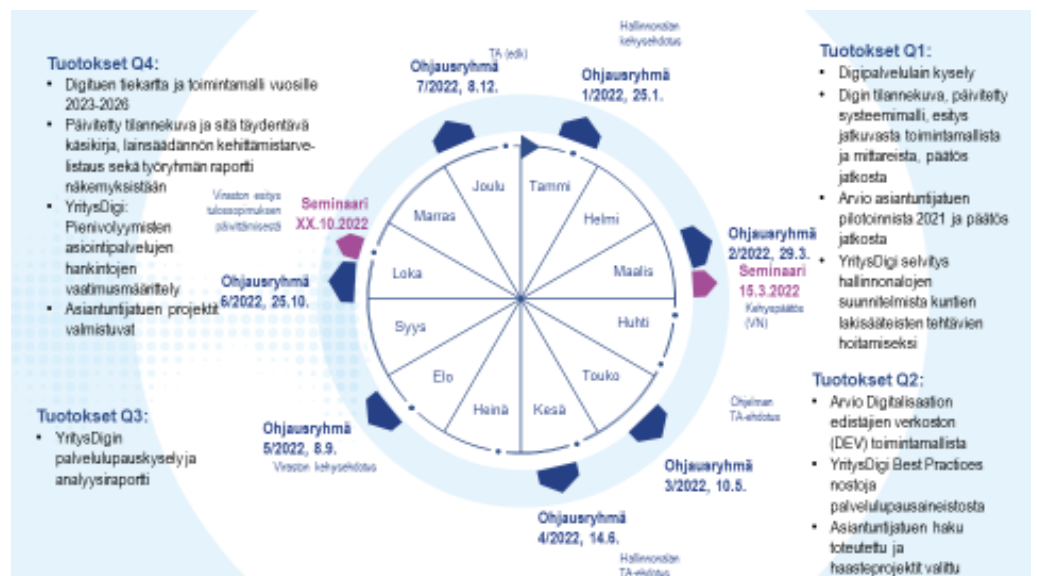 Hallinnonalan
kehysehdotus
TA (edk)
Ohjausryhmä
7/2022, 8.12.
Ohjausryhmä
1/2022, 25.1.
Tuotokset Q4:
• Digituen tiekartta ja toimintamalli vuosille
2023-2026
• Päivitetty tilannekuva ja sitä täydentävä
käsikirja, lainsäädännön kehittämistarve-
listaus sekä työryhmän raportti
näkemyksistään
• YritysDigi:
Pienivolyymisten
asiointipalvelujen
hankintojen
vaatimusmäärittely
• Asiantuntijatuen projektit
valmistuvat
Viraston esitys
tulossopimuksen
päivittämisestä
Seminaari
XX.10.2022
Ohjausryhmä
6/2022, 25.10.
Joulu
Tammi
Marras
Helmi
Loka
Maalis
Syys
Huhti
Elo
Touko
Heinä
Kesä
Tuotokset Q1:
• Digipalvelulain kysely
• Digin tilannekuva, päivitetty
systeemimalli, esitys
jatkuvasta toimintamallista
ja mittareista, päätös
jatkosta
• Arvio asiantuntijatuen
pilotoinnista 2021 ja päätös
jatkosta
• YritysDigi selvitys
hallinnonalojen
suunnitelmista kuntien
lakisääteisten tehtävien
hoitamiseksi
Ohjausryhmä
2/2022, 29.3.
Seminaari
15.3.2022
Kehyspäätös
(VN)
Tuotokset Q2:
• Arvio Digitalisaation
edistäjien verkoston
(DEV) toimintamallista
• YritysDigi Best Practices
nostoja
palvelulupausaineistosta
• Asiantuntijatuen haku
toteutettu ja
haasteprojektit valittu
Ohjelman
TA-ehdotus
Ohjausryhmä
3/2022, 10.5.
Ohjausryhmä
4/2022, 14.6.
Hallinnonalan
TA-ehdotus
Tuotokset Q3:
• YritysDigin
palvelulupauskysely ja
analyysiraportti
Ohjausryhmä
5/2022, 8.9.
Viraston kehysehdotus